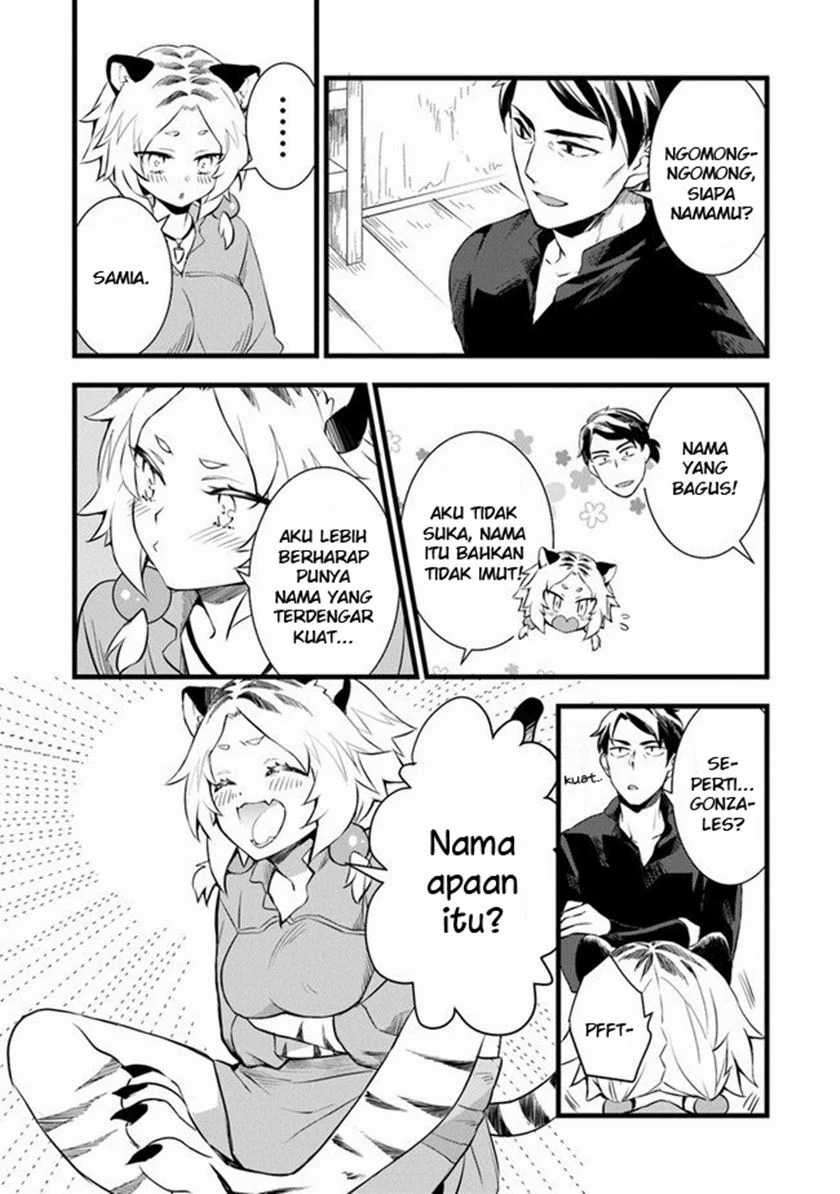 NGOMONG-
NGOMONG,
SIAPA
NAMAMU?
......
SAMIA.
NAMA
YANG
BAGUS!
AKU TIDAK
SUKA, NAMA
ITU BAHKAN
TIDAK IMUT!
AKU LEBIH
BERHARAP
PUNYA
NAMA YANG
TERDENGAR
KUAT...
SE-
PERTI...
GONZA-
LES?
kuat..
PFFT-
Nama
apaan
itu?